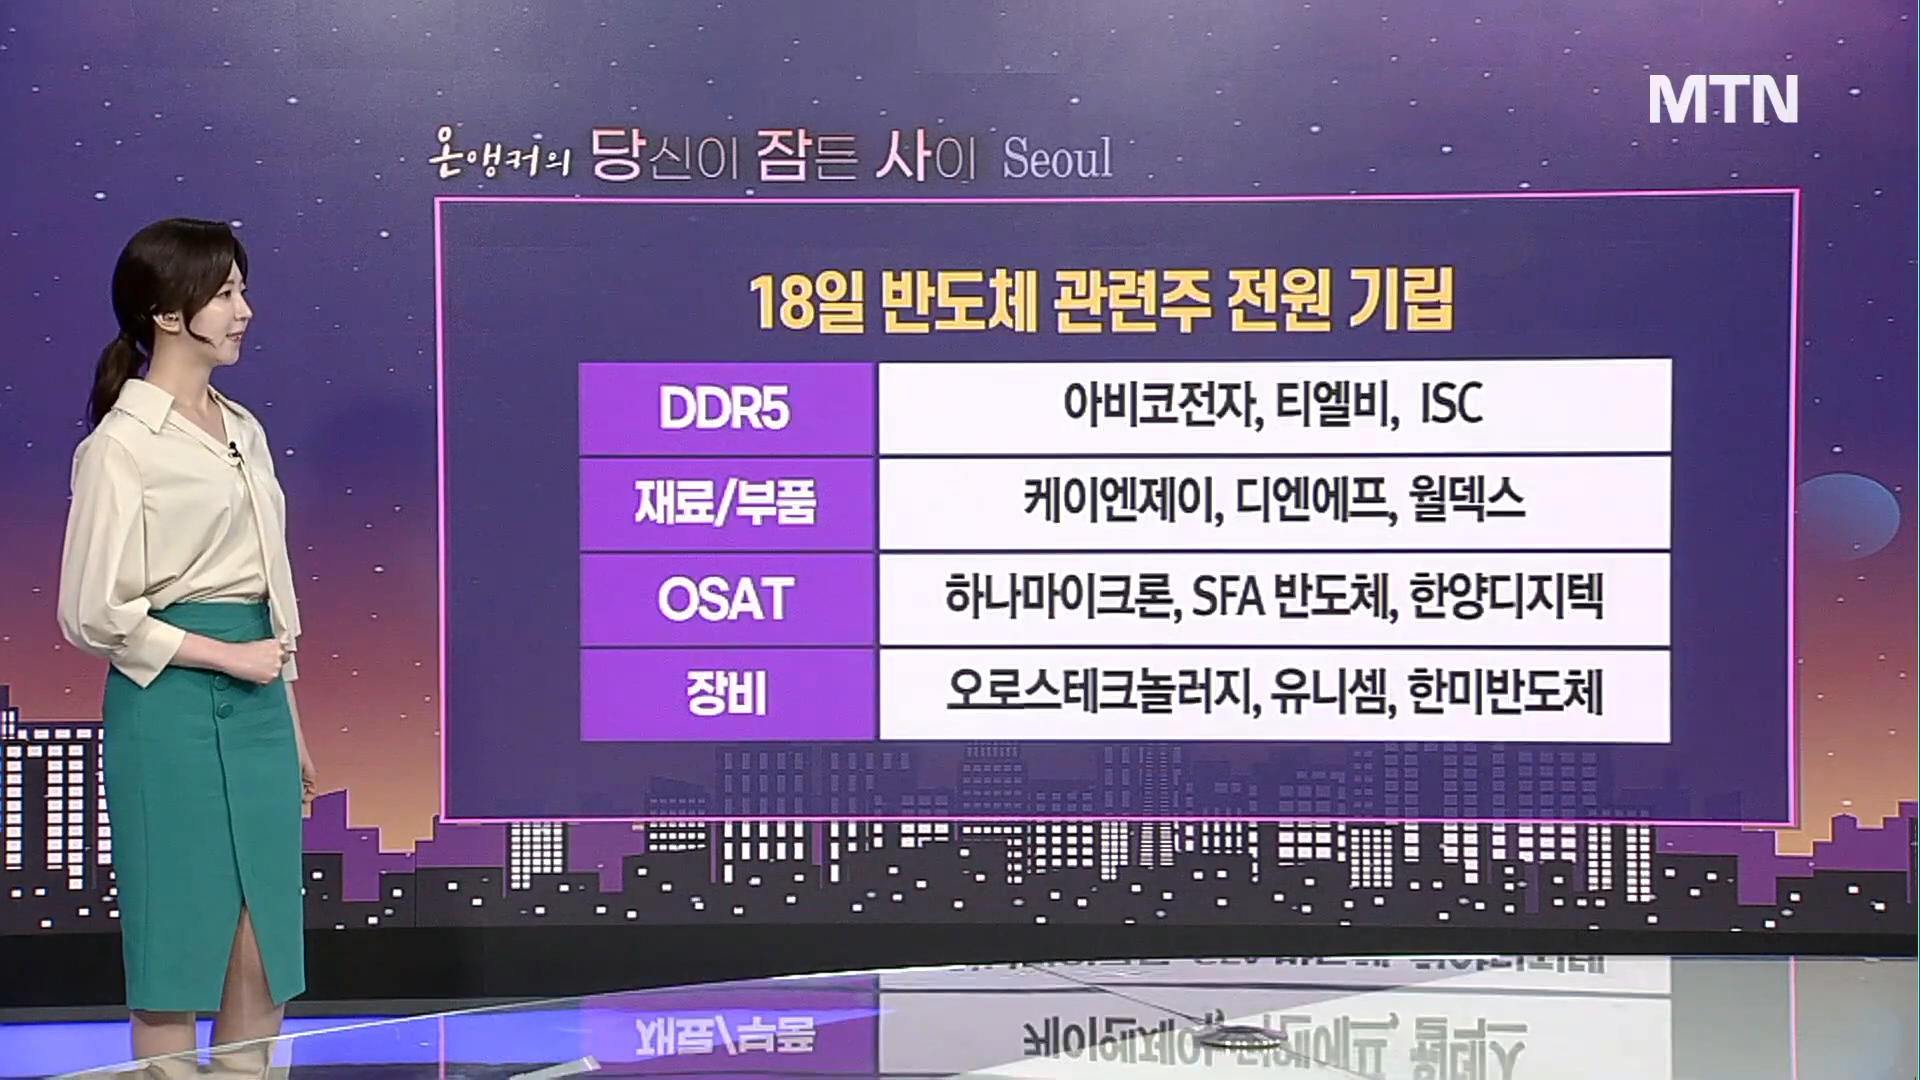 MTN
온앵커의 당신이 잠든 사이 Seoul
18일 반도체 관련주 전원 기립
DDR5 아비코전자, 티엘비, ISC
재료/부품 케이엔제이, 디엔에프, 월덱스
OSAT 하나마이크론, SFA 반도체, 한양디지텍
장비 오로스테크놀러지, 유니셈, 한미반도체